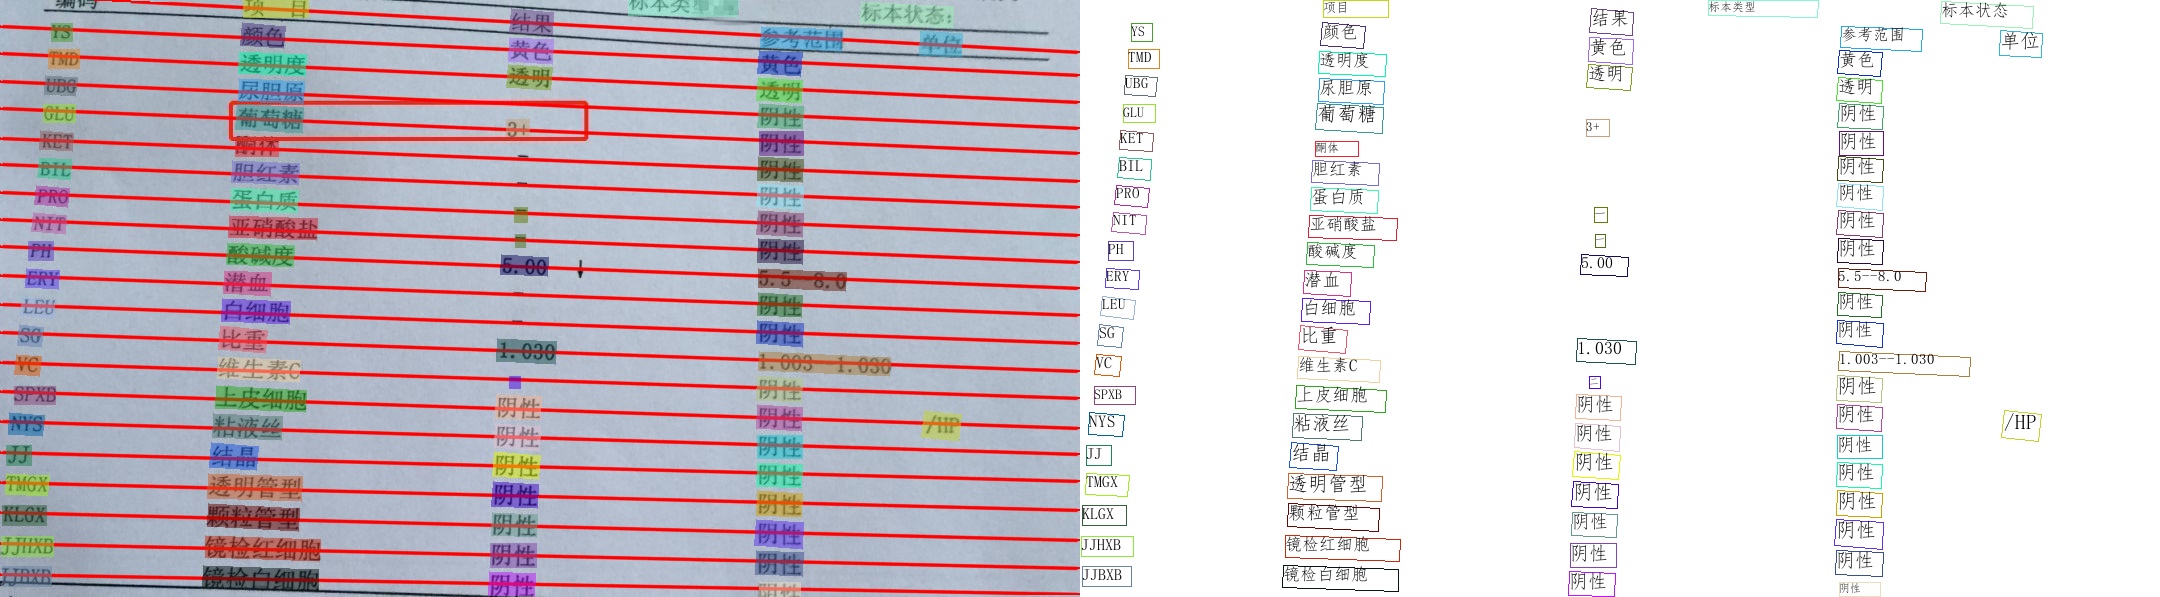 编码 项 目 结果 参考范围 单位
标本类型 标本状态:
YS 颜色 黄色 黄色
TMD 透明度 透明 透明
UBG 尿胆原 阴性
GLU 葡萄糖 3+ 阴性
KET 酮体 - 阴性
BIL 胆红素 - 阴性
PRO 蛋白质 - 阴性
NIT 亚硝酸盐 - 阴性
PH 酸碱度 5.00 ↓ 5.5--8.0
ERY 潜血 - 阴性
LEU 白细胞 - 阴性
SG 比重 1.030 1.003--1.030
VC 维生素C - 阴性
SPXB 上皮细胞 阴性 阴性 /HP
NYS 粘液丝 阴性 阴性
JJ 结晶 阴性 阴性
TMGX 透明管型 阴性 阴性
KLGX 颗粒管型 阴性 阴性
JJHXB 镜检红细胞 阴性 阴性
JJBXB 镜检白细胞 阴性 阴性
项目 结果 标本类型 标本状态
参考范围 单位
YS 颜色 黄色 黄色
TMD 透明度 透明 透明
UBG 尿胆原 阴性
GLU 葡萄糖 3+ 阴性
KET 酮体 阴性
BIL 胆红素 阴性
PRO 蛋白质 一 阴性
NIT 亚硝酸盐 一 阴性
PH 酸碱度 5.00 5.5--8.0
ERY 潜血 阴性
LEU 白细胞 阴性
SG 比重 1.030 1.003--1.030
VC 维生素C 二 阴性
SPXB 上皮细胞 阴性 阴性 /HP
NYS 粘液丝 阴性 阴性
JJ 结晶 阴性 阴性
TMGX 透明管型 阴性 阴性
KLGX 颗粒管型 阴性 阴性
JJHXB 镜检红细胞 阴性 阴性
JJBXB 镜检白细胞 阴性 阴性